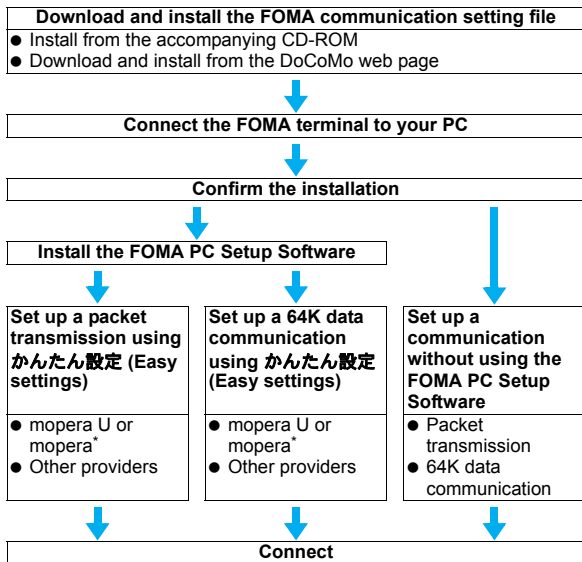 Download and install the FOMA communication setting file
● Install from the accompanying CD-ROM
● Download and install from the DoCoMo web page
Connect the FOMA terminal to your PC
Confirm the installation
Install the FOMA PC Setup Software
Set up a packet
transmission using
かんたん設定 (Easy
settings)
● mopera U or
mopera*
● Other providers
Set up a 64K data
communication
using かんたん設定
(Easy settings)
● mopera U or
mopera*
● Other providers
Set up a
communication
without using the
FOMA PC Setup
Software
● Packet
transmission
● 64K data
communication
Connect